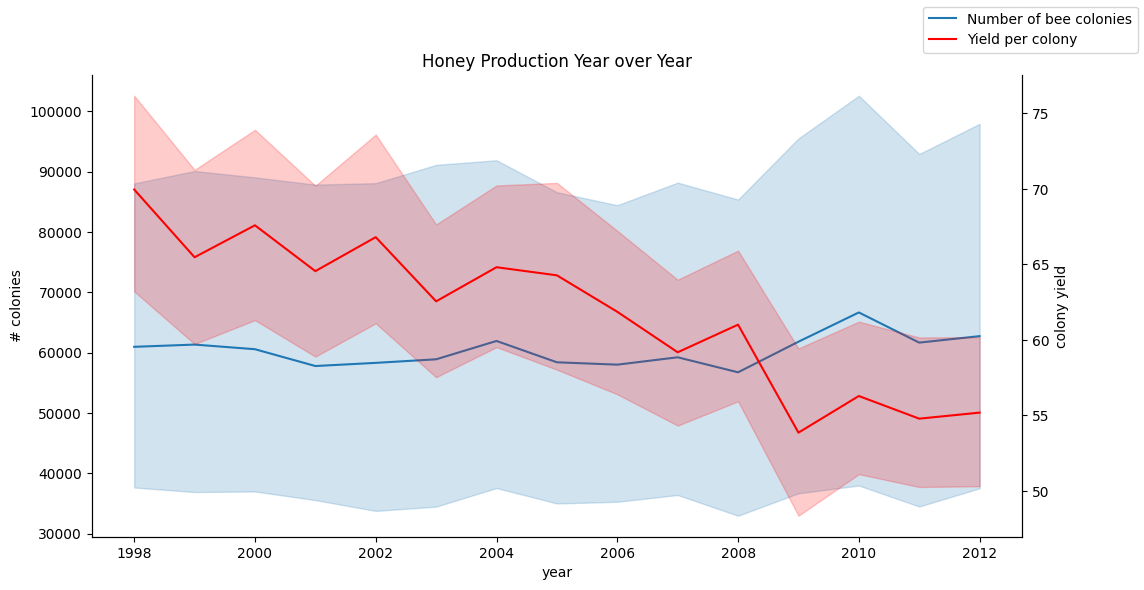 Number of bee colonies
Yield per colony
Honey Production Year over Year
# colonies
100000
90000
80000
70000
60000
50000
40000
30000
colony yield
75
70
65
60
55
50
1998 2000 2002 2004 2006 2008 2010 2012
year